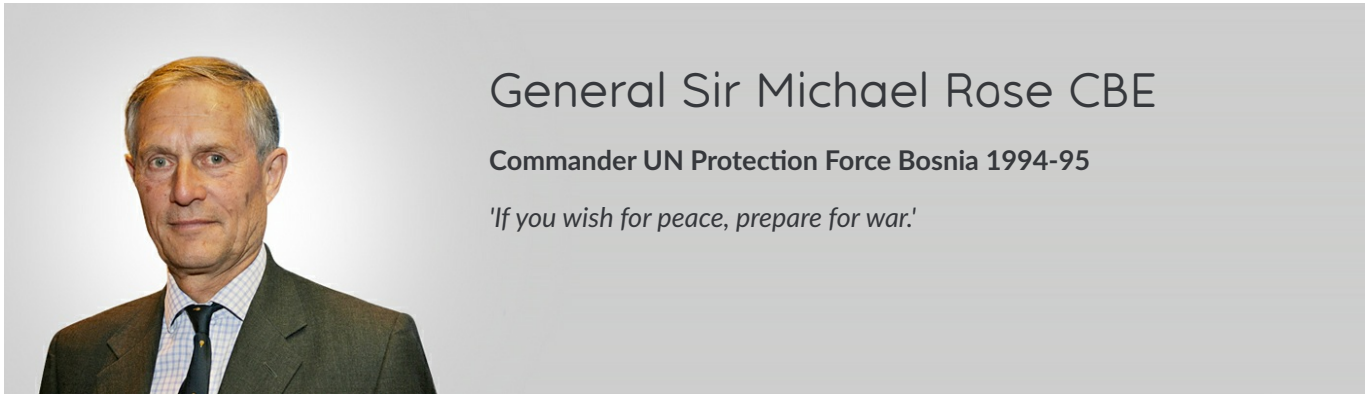 General Sir Michael Rose CBE
Commander UN Protection Force Bosnia 1994-95
'If you wish for peace, prepare for war.'